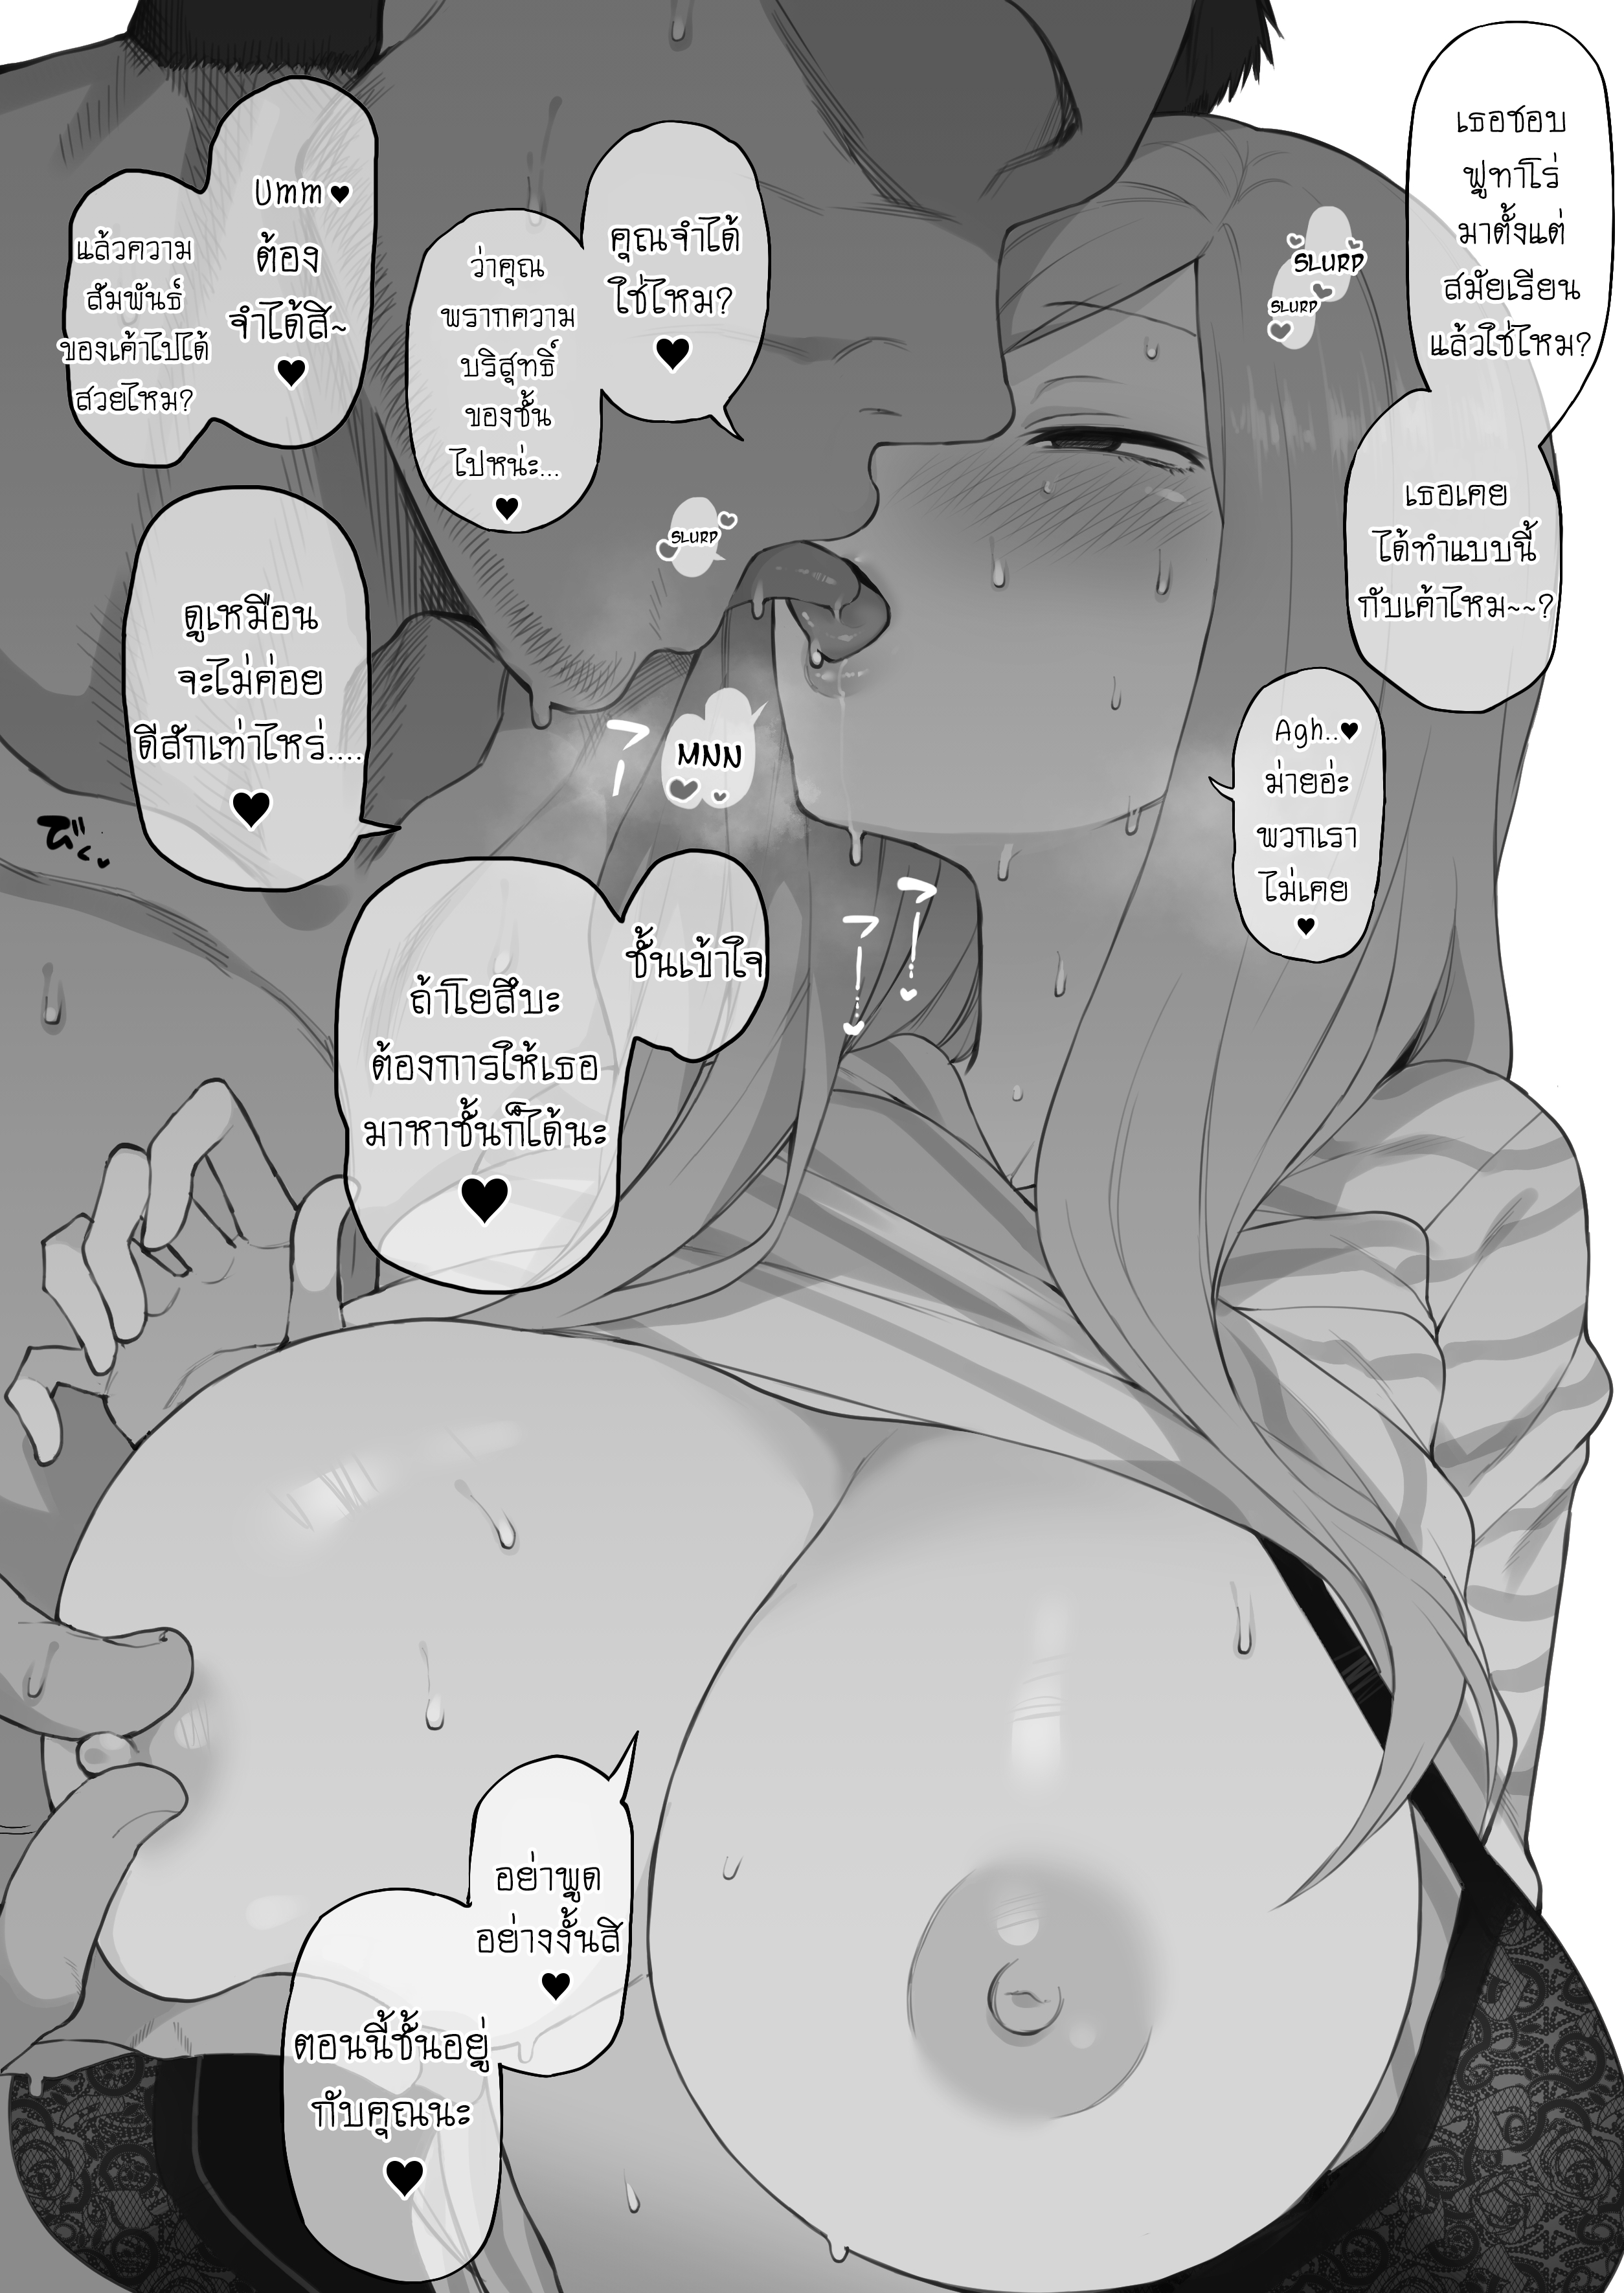 เธอชอบ
ฟูทาโร่
มาตั้งแต่
สมัยเรียน
แล้วใช่ไหม?
เธอเคย
ได้ทำแบบนี้
กับเค้าไหม~~?
SLURP
SLURP
Agh..♥
ม่ายอ่ะ
พวกเรา
ไม่เคย
♥
คุณจำได้
ใช่ไหม?
♥
ว่าคุณ
พรากความ
บริสุทธิ์
ของชั้น
ไปหน่ะ...
♥
SLURP
Umm♥
ต้อง
จำได้สิ~
♥
แล้วความ
สัมพันธ์
ของเค้าไปได้
สวยไหม?
ดูเหมือน
จะไม่ค่อย
ดีสักเท่าไหร่....
♥
MNN
ชั้นเข้าใจ
ถ้าโยสึบะ
ต้องการให้เธอ
มาหาชั้นก็ได้นะ
♥
อย่าพูด
อย่างงั้นสิ
♥
ตอนนี้ชั้นอยู่
กับคุณนะ
♥